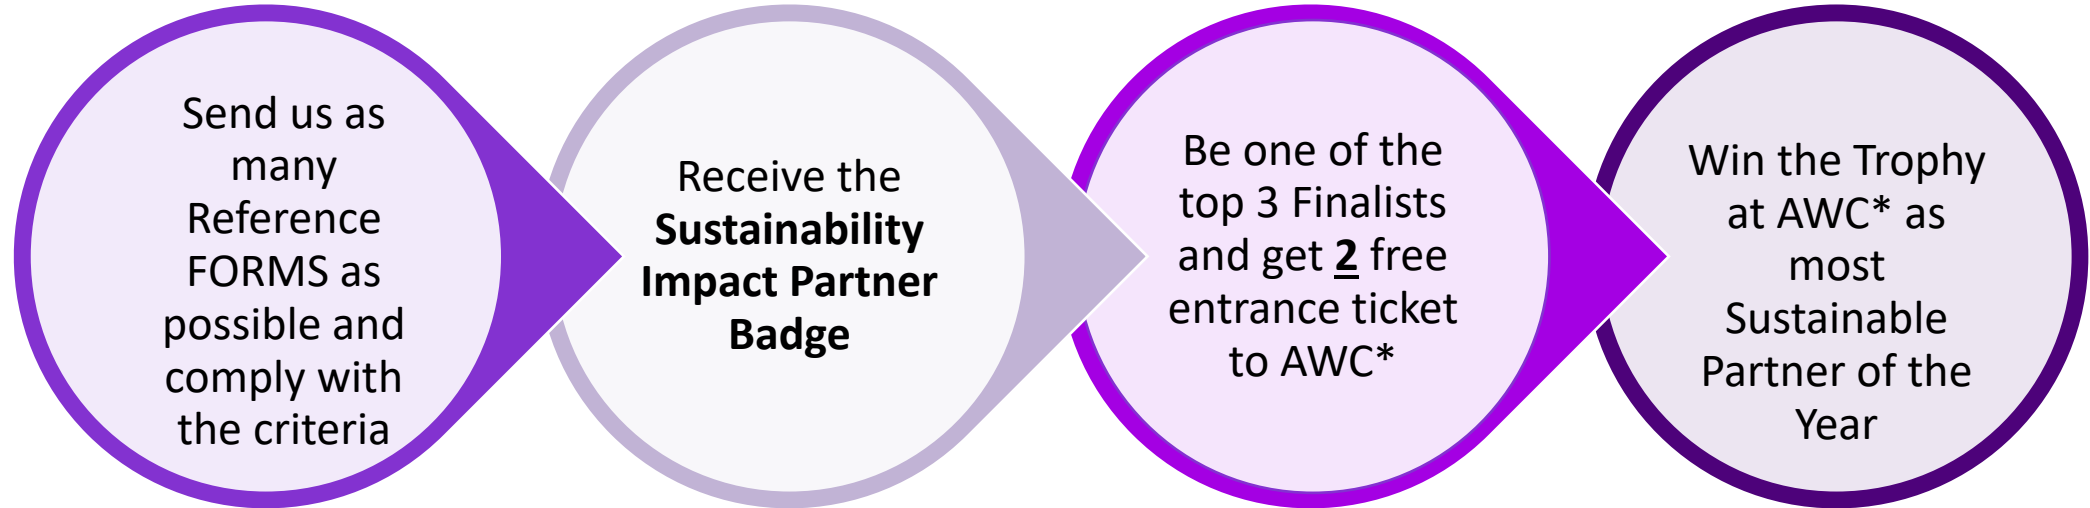 Send us as
many
Reference
FORMS as
possible and
comply with
the criteria
Receive the
Sustainability
Impact Partner
Badge
Be one of the
top 3 Finalists
and get 2 free
entrance ticket
to AWC*
Win the Trophy
at AWC* as
most
Sustainable
Partner of the
Year